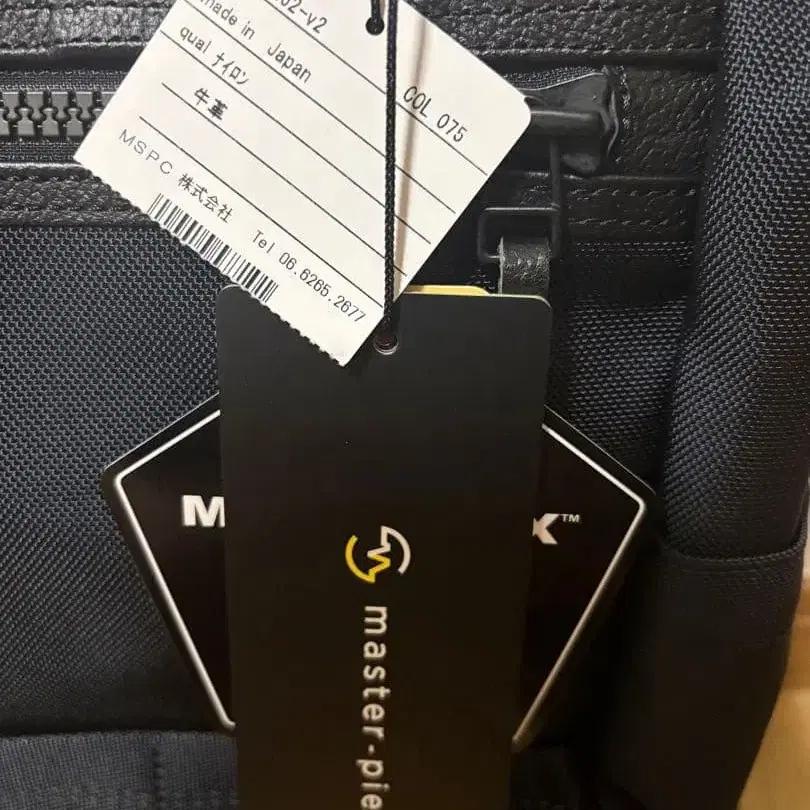 02-v2
made in Japan
COL 075
qual ナイロン
牛革
MSPC 株式会社
Tel 06.6265.2677
M
X™
master-pie